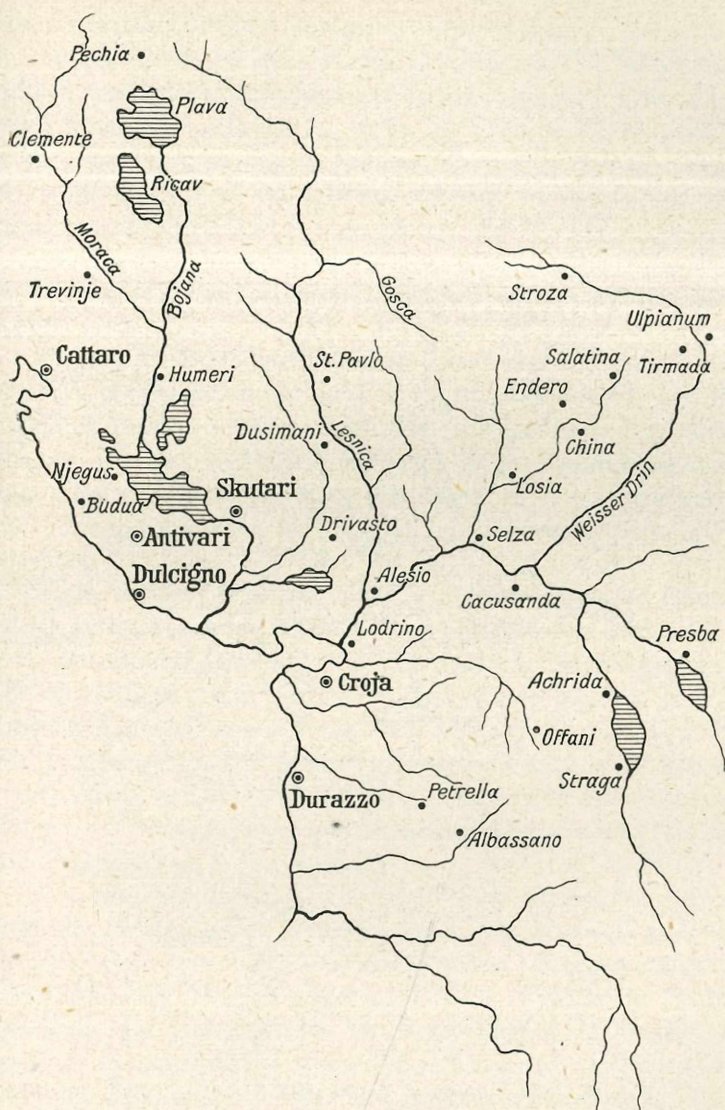 Pechia
Plava
Clemente
Ricav
Moraca
Bojana
Trevinje
Gosca
Stroza
Ulpianum
Cattaro
Humeri
St.Pavlo
Salatina
Tirmada
Endero
Dusimani
Lesnica
China
Njegus
Budua
Skutari
Losia
Weisser Drin
Antivari
Drivasto
Selza
Dulcigno
Alesio
Cacusanda
Lodrino
Presba
Croja
Achrida
Offani
Straga
Durazzo
Petrella
Albassano